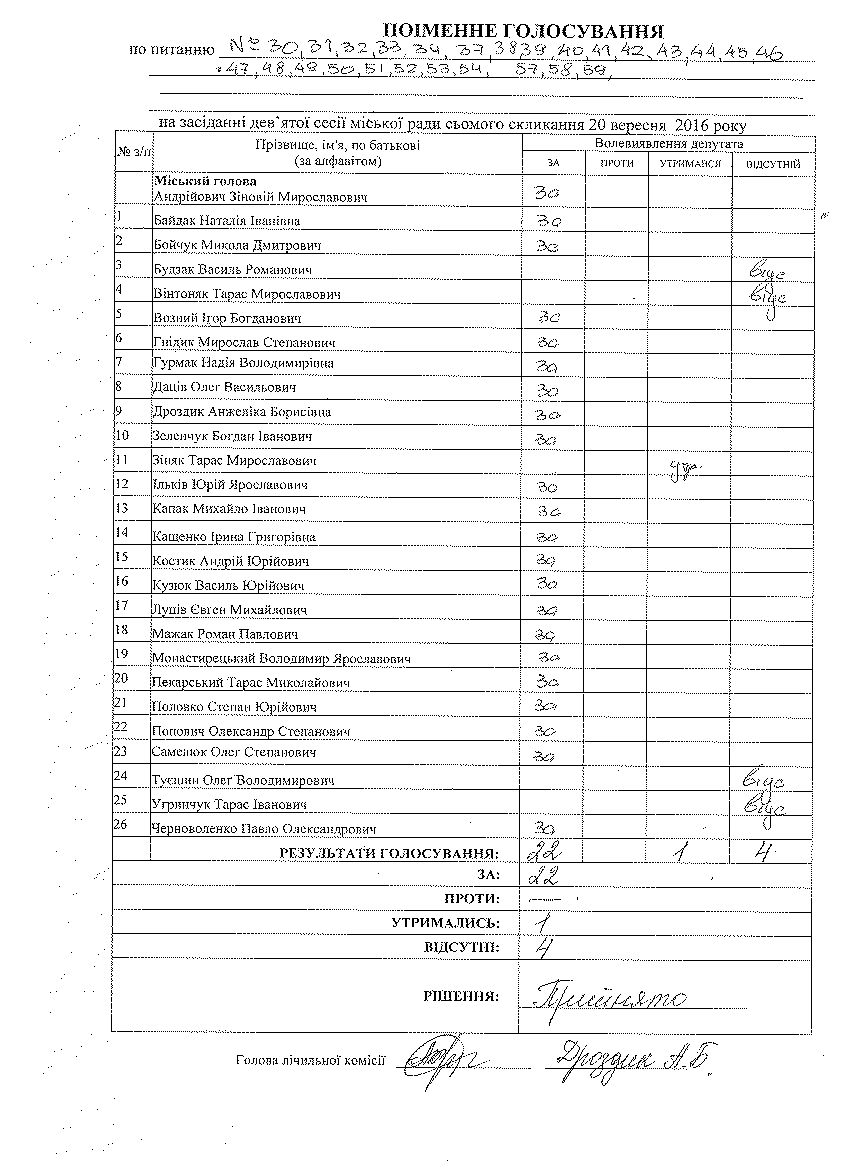 ПОІМЕННЕ ГОЛОСУВАННЯ
по питанню № 30, 31, 32, 33, 34, 37, 38 39, 40, 41, 42, 43, 44, 45, 46
47, 48, 49, 50, 51, 52, 53, 54, 57, 58, 59,
на засіданні дев`ятої сесії міської ради сьомого скликання 20 вересня 2016 року
№ з/п Прізвище, ім'я, по батькові Волевиявлення депутата
(за алфавітом) ЗА ПРОТИ УТРИМАВСЯ ВІДСУТНІЙ
Міський голова
Андрійович Зіновій Мирославович за
1 Байдак Наталія Іванівна за
2 Бойчук Микола Дмитрович за
3 Будзак Василь Романович відс
4 Вінтоняк Тарас Мирославович відс
5 Возний Ігор Богданович за
6 Гнідик Мирослав Степанович за
7 Гурмак Надія Володимирівна за
8 Даців Олег Васильович за
9 Дроздик Анжеліка Борисівна за
10 Зеленчук Богдан Іванович за
11 Зіняк Тарас Мирославович утр.
12 Ільків Юрій Ярославович за
13 Капак Михайло Іванович за
14 Кащенко Ірина Григорівна за
15 Костик Андрій Юрійович за
16 Кузюк Василь Юрійович за
17 Лупів Євген Михайлович за
18 Мажак Роман Павлович за
19 Монастирецький Володимир Ярославович за
20 Пекарський Тарас Миколайович за
21 Половко Степан Юрійович за
22 Попович Олександр Степанович за
23 Саменюк Олег Степанович за
24 Туєшин Олег Володимирович відс
25 Угринчук Тарас Іванович відс
26 Черноволенко Павло Олександрович за
РЕЗУЛЬТАТИ ГОЛОСУВАННЯ: 22 1 4
ЗА: 22
ПРОТИ: —
УТРИМАЛИСЬ: 1
ВІДСУТНІ: 4
РІШЕННЯ: Прийнято
Голова лічильної комісії Дроздик А.Б.